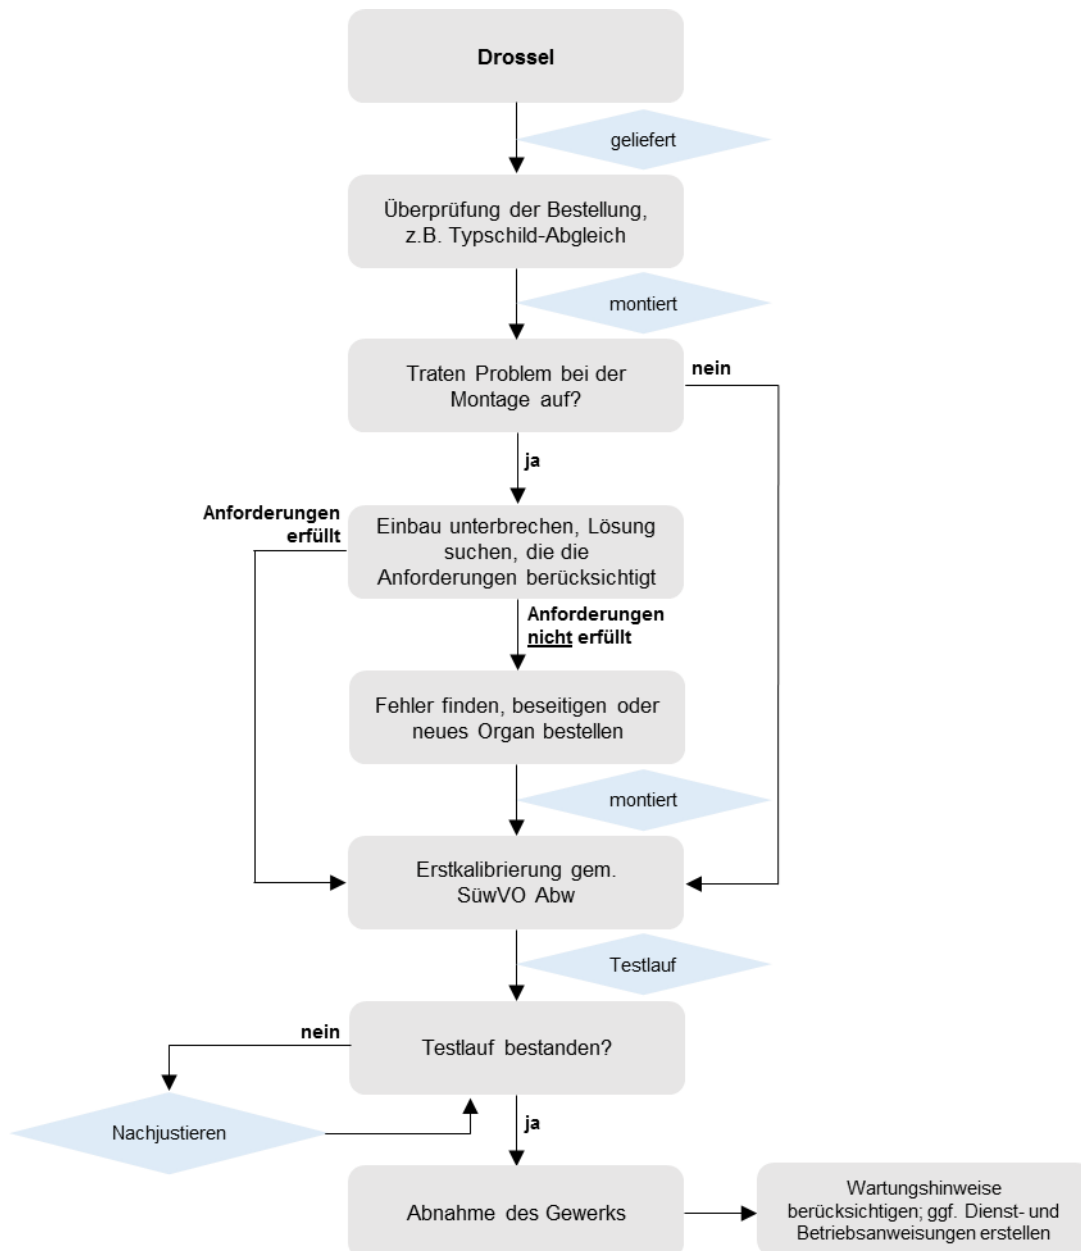 Drossel
geliefert
Überprüfung der Bestellung,
z.B. Typschild-Abgleich
montiert
Traten Problem bei der
Montage auf?
nein
ja
Anforderungen
erfüllt
Einbau unterbrechen, Lösung
suchen, die die
Anforderungen berücksichtigt
Anforderungen
nicht erfüllt
Fehler finden, beseitigen oder
neues Organ bestellen
montiert
Erstkalibrierung gem.
SüwVO Abw
Testlauf
nein
Testlauf bestanden?
Nachjustieren
ja
Abnahme des Gewerks
Wartungshinweise
berücksichtigen; ggf. Dienst- und
Betriebsanweisungen erstellen